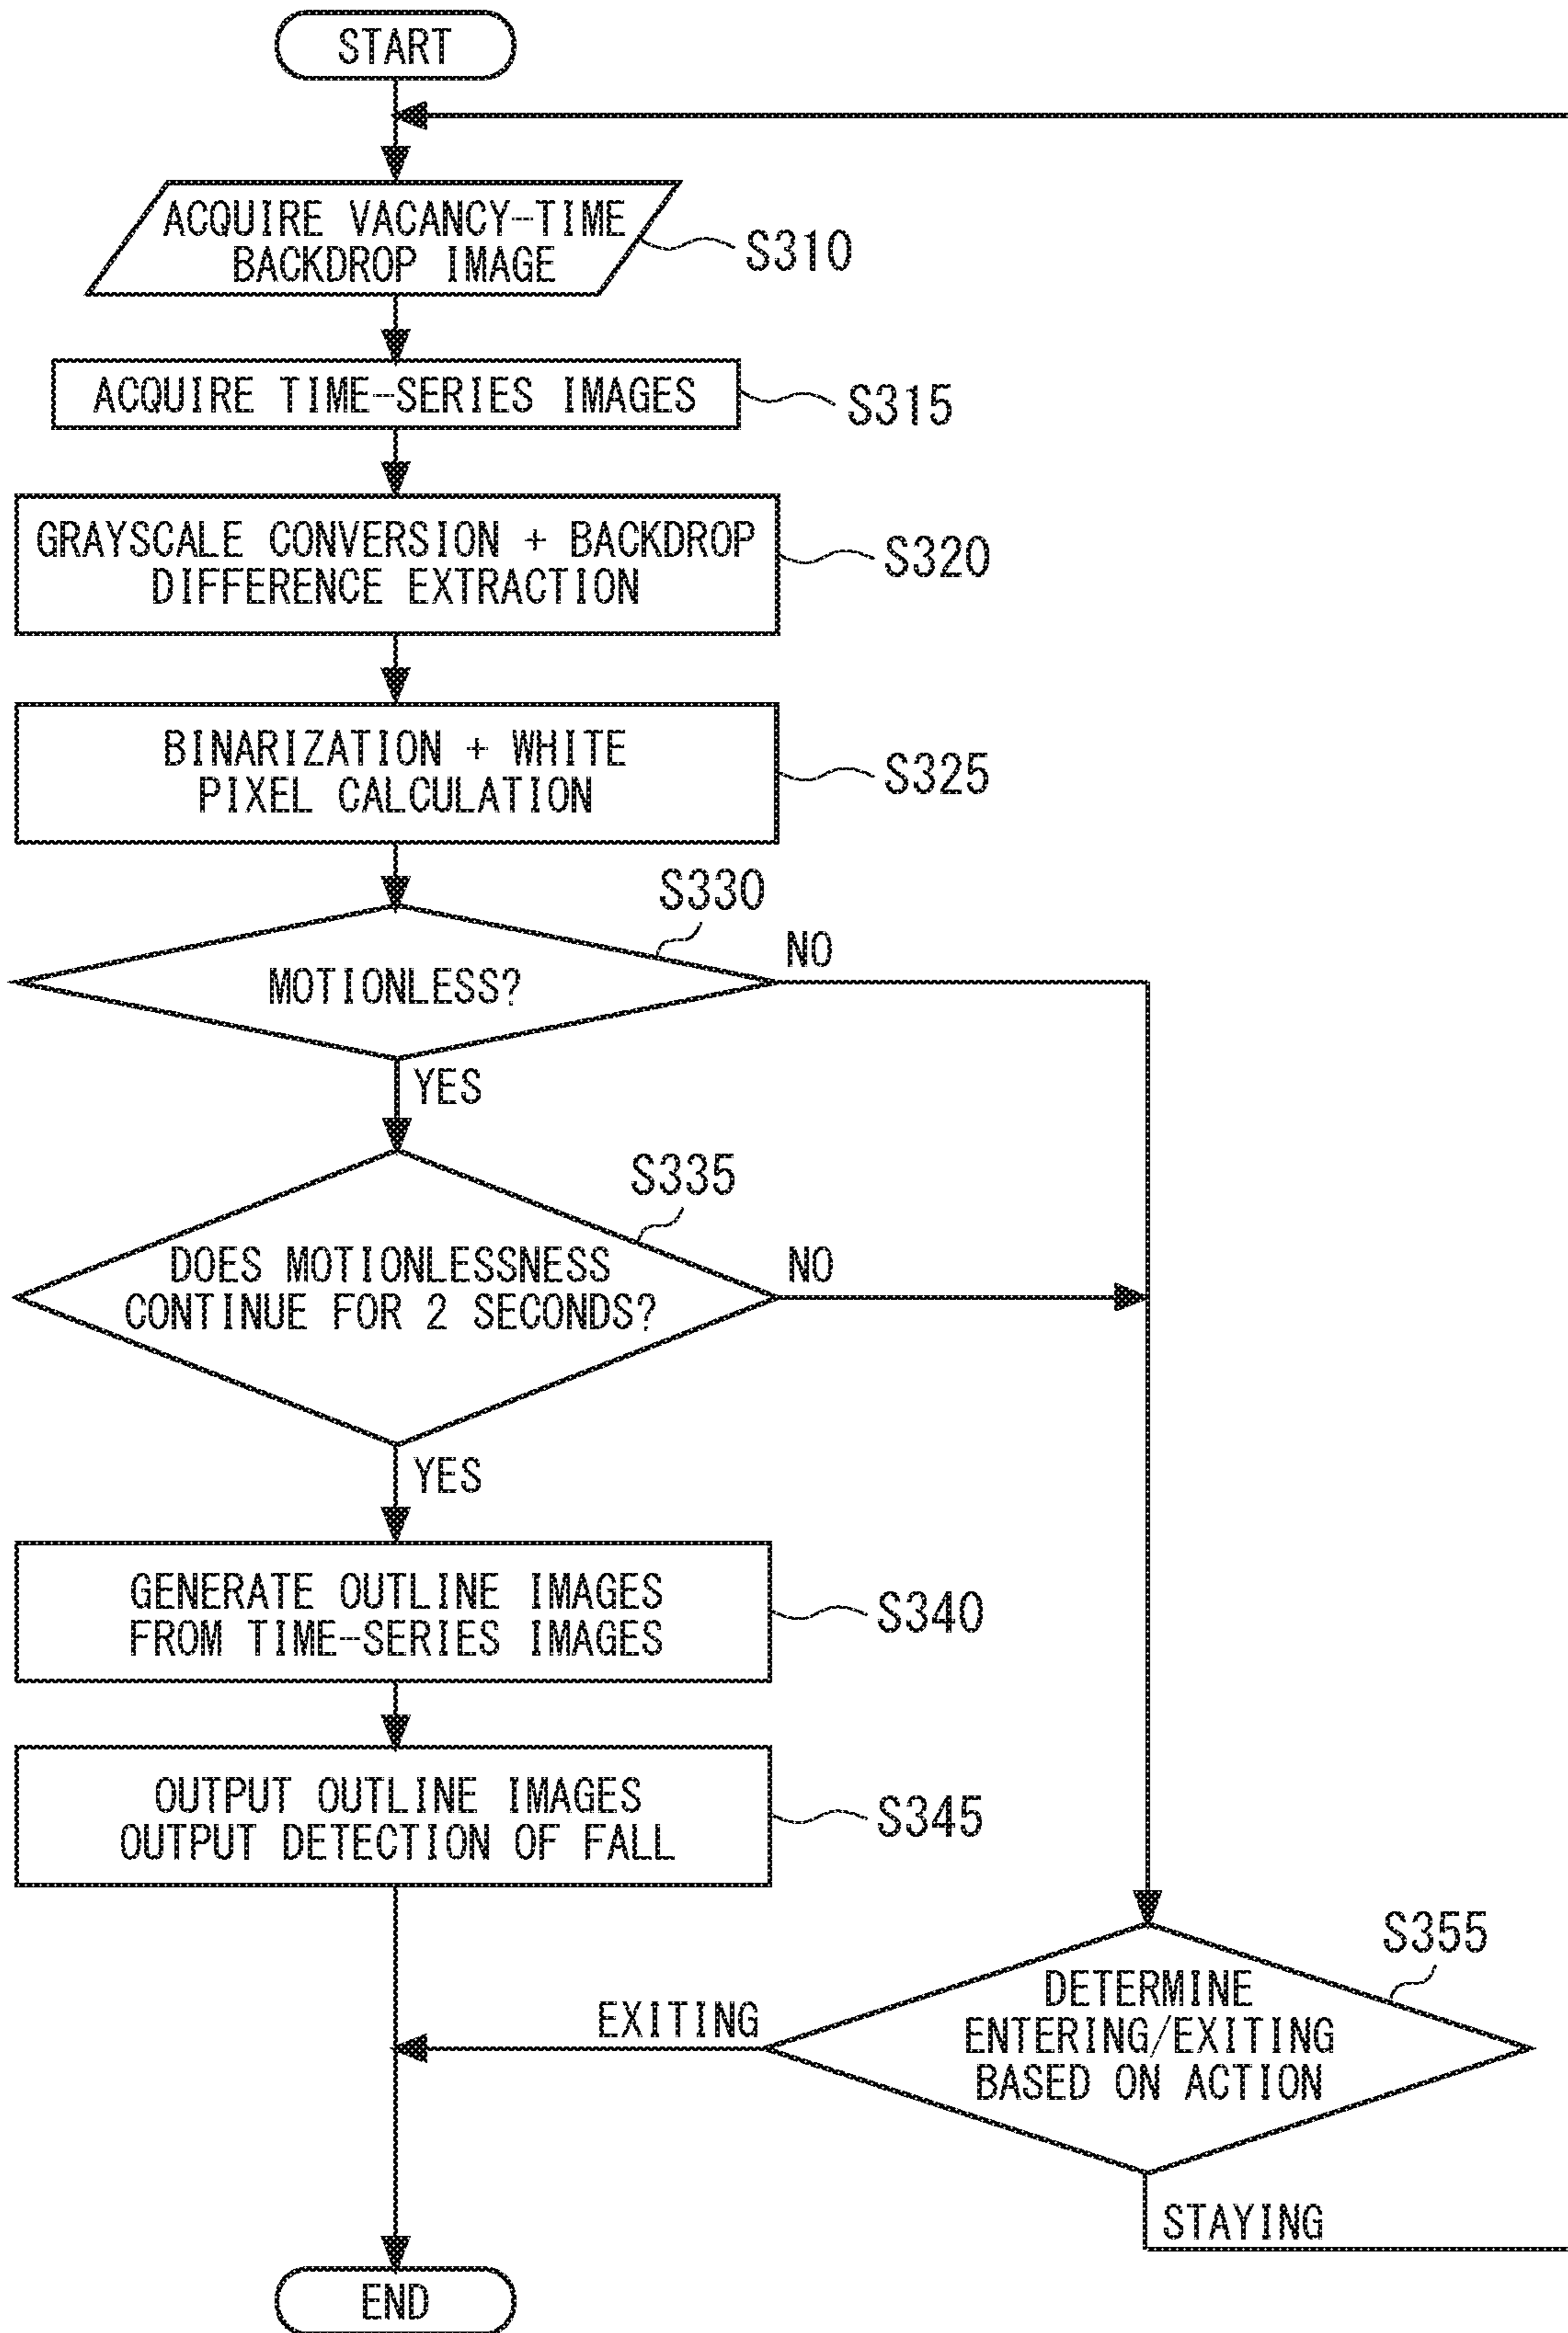 START
ACQUIRE VACANCY-TIME
BACKDROP IMAGE
S310
ACQUIRE TIME-SERIES IMAGES
S315
GRAYSCALE CONVERSION + BACKDROP
DIFFERENCE EXTRACTION
S320
BINARIZATION + WHITE
PIXEL CALCULATION
S325
S330
MOTIONLESS?
NO
YES
S335
DOES MOTIONLESSNESS
CONTINUE FOR 2 SECONDS?
NO
YES
GENERATE OUTLINE IMAGES
FROM TIME-SERIES IMAGES
S340
OUTPUT OUTLINE IMAGES
OUTPUT DETECTION OF FALL
S345
S355
DETERMINE
ENTERING/EXITING
BASED ON ACTION
EXITING
STAYING
END